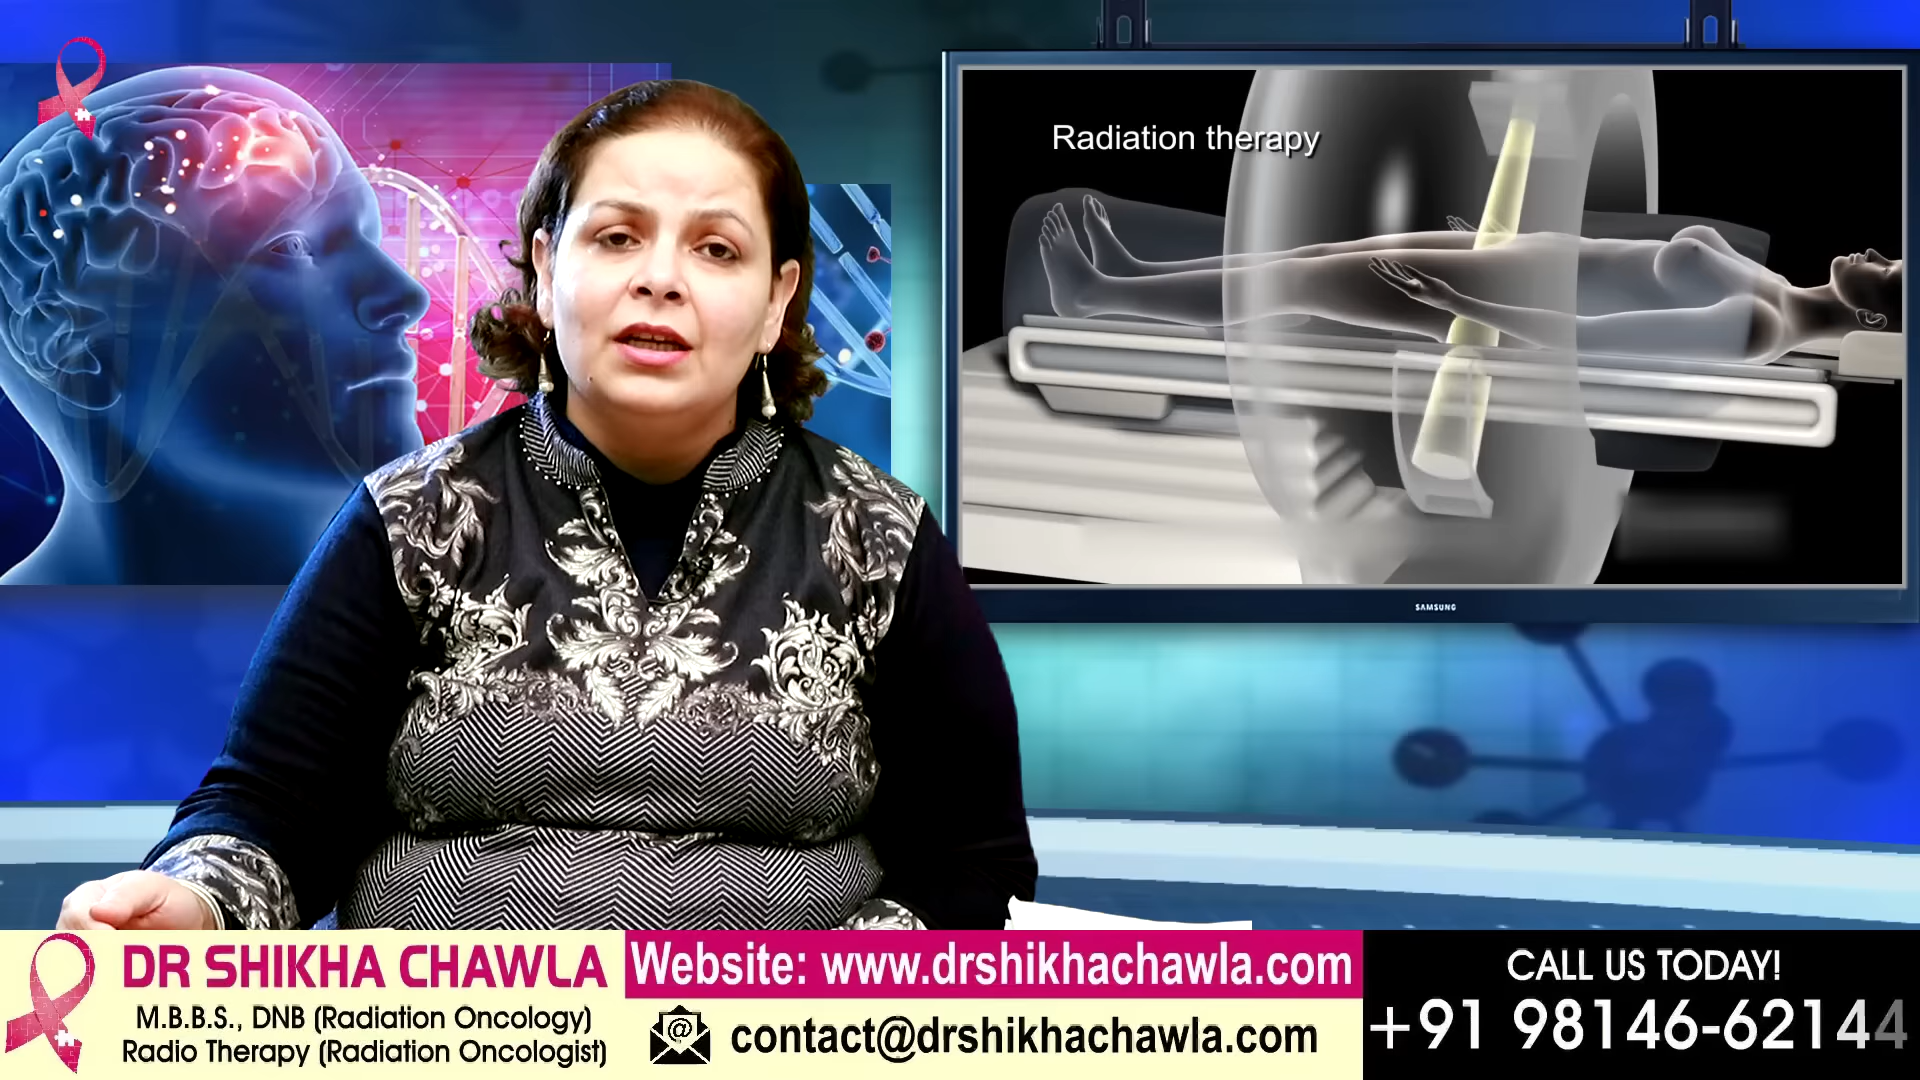 Radiation therapy
SAMSUNG
DR SHIKHA CHAWLA
M.B.B.S., DNB (Radiation Oncology)
Radio Therapy (Radiation Oncologist)
Website: www.drshikhachawla.com
contact@drshikhachawla.com
CALL US TODAY!
+91 98146-62144